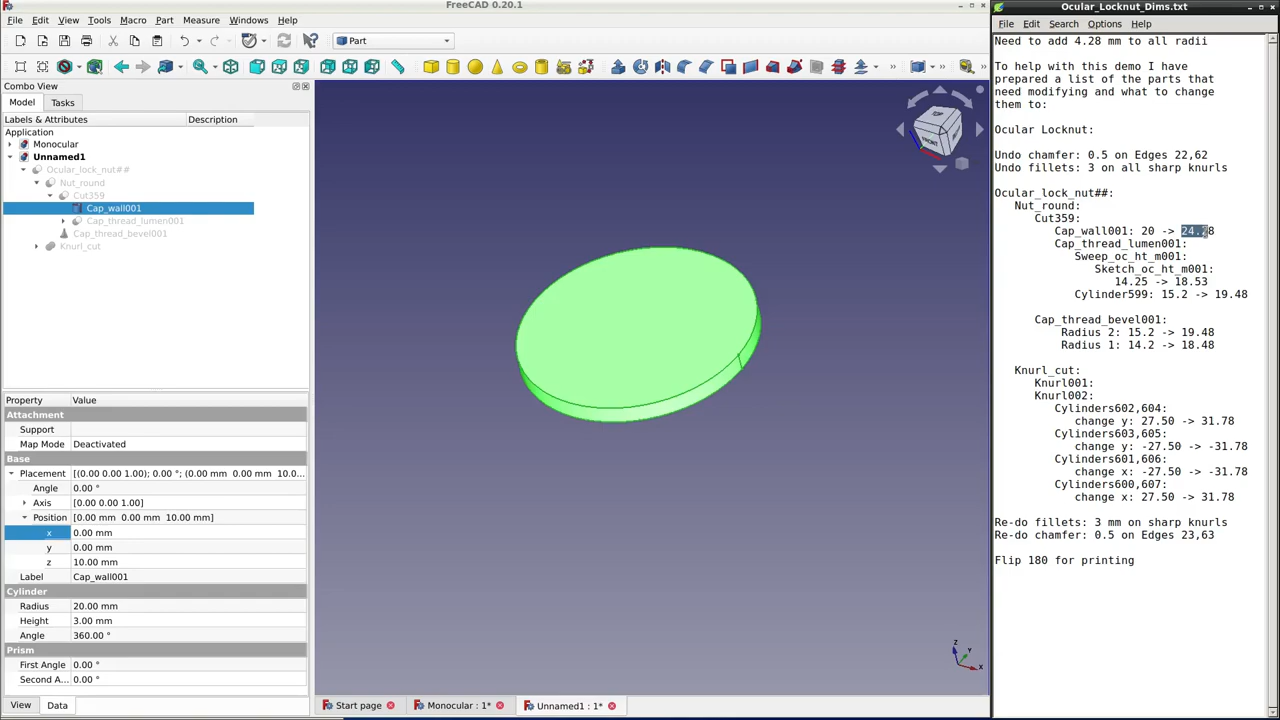 FreeCAD 0.20.1
File Edit View Tools Macro Part Measure Windows Help
Part
Combo View
Model Tasks
Labels & Attributes Description
Application
Monocular
Unnamed1
Ocular_lock_nut##
Nut_round
Cut359
Cap_wall001
Cap_thread_lumen001
Cap_thread_bevel001
Knurl_cut
Property Value
Attachment
Support
Map Mode Deactivated
Base
Placement [(0.00 0.00 1.00); 0.00 °; (0.00 mm 0.00 mm 10.0...
Angle 0.00 °
Axis [0.00 0.00 1.00]
Position [0.00 mm 0.00 mm 10.00 mm]
x 0.00 mm
y 0.00 mm
z 10.00 mm
Label Cap_wall001
Cylinder
Radius 20.00 mm
Height 3.00 mm
Angle 360.00 °
Prism
First Angle 0.00 °
Second A... 0.00 °
View Data
FRONT
Z
Y
X
Start page Monocular : 1* Unnamed1 : 1*
Ocular_Locknut_Dims.txt
File Edit Search Options Help
Need to add 4.28 mm to all radii
To help with this demo I have
prepared a list of the parts that
need modifying and what to change
them to:
Ocular Locknut:
Undo chamfer: 0.5 on Edges 22,62
Undo fillets: 3 on all sharp knurls
Ocular_lock_nut##:
Nut_round:
Cut359:
Cap_wall001: 20 -> 24.28
Cap_thread_lumen001:
Sweep_oc_ht_m001:
Sketch_oc_ht_m001:
14.25 -> 18.53
Cylinder599: 15.2 -> 19.48
Cap_thread_bevel001:
Radius 2: 15.2 -> 19.48
Radius 1: 14.2 -> 18.48
Knurl_cut:
Knurl001:
Knurl002:
Cylinders602,604:
change y: 27.50 -> 31.78
Cylinders603,605:
change y: -27.50 -> -31.78
Cylinders601,606:
change x: -27.50 -> -31.78
Cylinders600,607:
change x: 27.50 -> 31.78
Re-do fillets: 3 mm on sharp knurls
Re-do chamfer: 0.5 on Edges 23,63
Flip 180 for printing